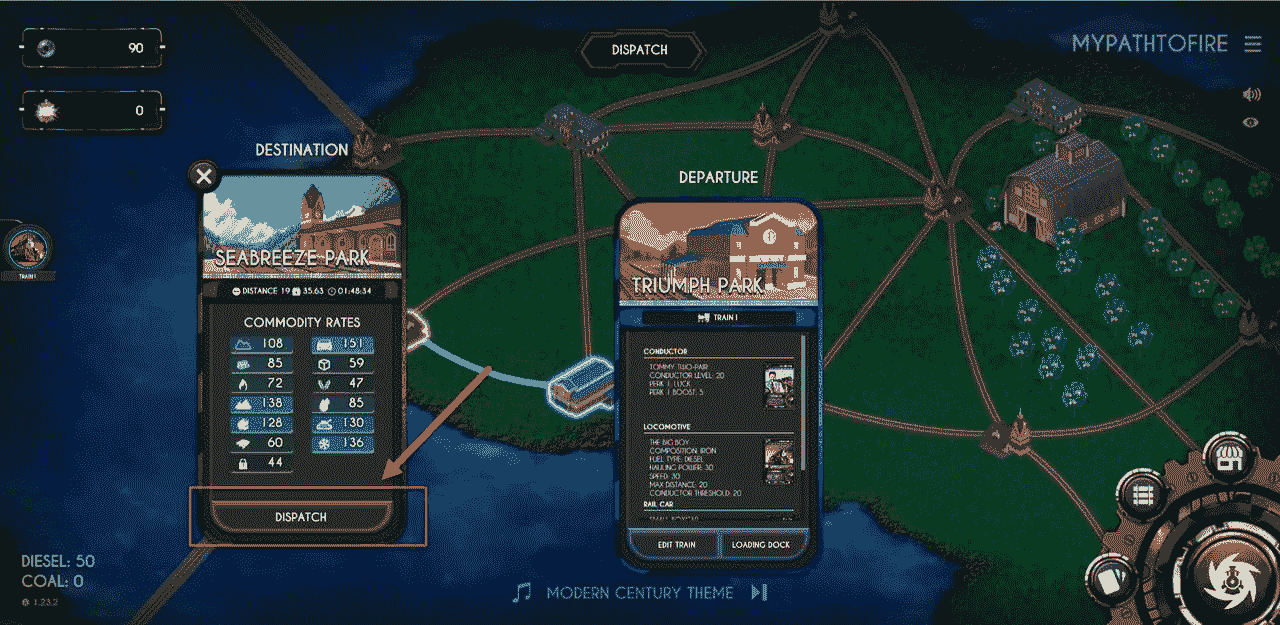 90
DISPATCH
MYPATHTOFIRE
0
DESTINATION
DEPARTURE
SEABREEZE PARK
DISTANCE 19 35.63 01:48:34
COMMODITY RATES
108 151
85 59
72 47
138 85
128 130
60 136
44
DISPATCH
TRAIN 1
TRIUMPH PARK
TRAIN 1
CONDUCTOR
TOMMY TWO-PAIR
CONDUCTOR LEVEL: 20
PERK 1: LUCK
PERK 1 BOOST: 5
LOCOMOTIVE
THE BIG BOY
COMPOSITION: IRON
FUEL TYPE: DIESEL
HAULING POWER: 30
SPEED: 30
MAX DISTANCE: 20
CONDUCTOR THRESHOLD: 20
RAIL CAR
EDIT TRAIN LOADING DOCK
DIESEL: 50
COAL: 0
1.23.2
MODERN CENTURY THEME